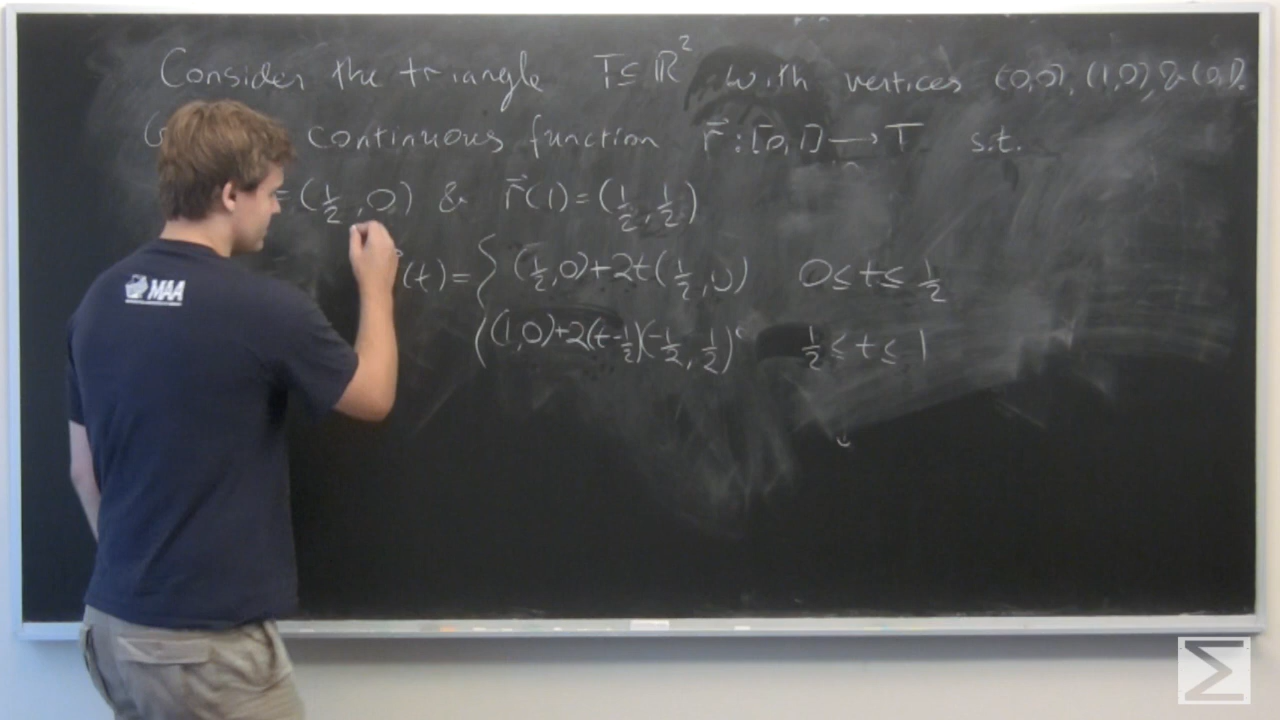 Consider the triangle T ⊆ ℝ² with vertices (0,0), (1,0), & (0,1).
continuous function r⃗ : [0,1] → T s.t.
= (1/2, 0) & r⃗(1) = (1/2, 1/2)
(t) = { (1/2, 0) + 2t(1/2, 0) 0 ≤ t ≤ 1/2
(1,0) + 2(t - 1/2)(-1/2, 1/2) 1/2 ≤ t ≤ 1
MAA
Σ